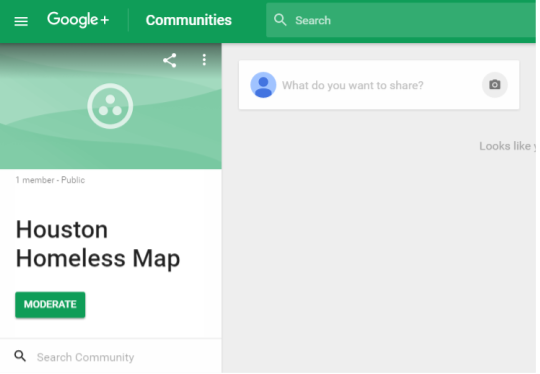 Google+ Communities Search
What do you want to share?
Looks like
1 member - Public
Houston
Homeless Map
MODERATE
Search Community